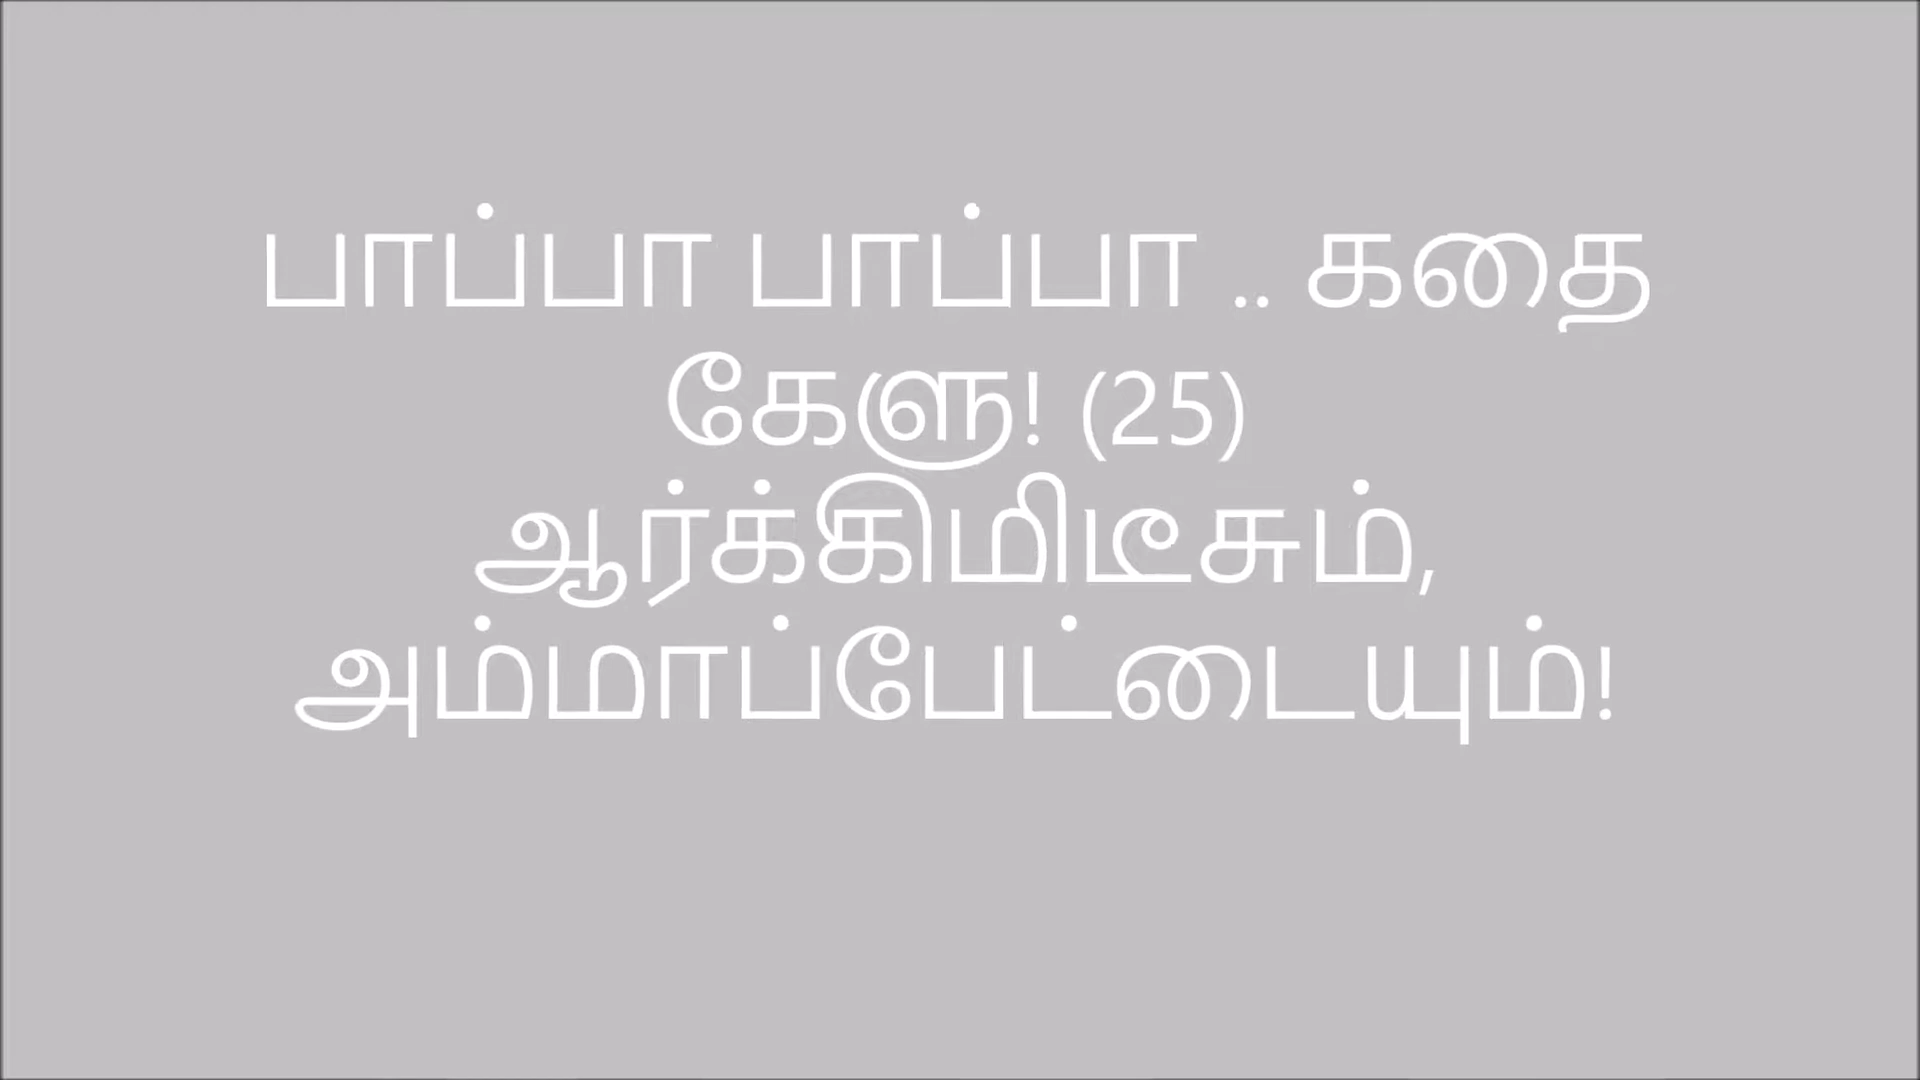 பாப்பா பாப்பா .. கதை
கேளு! (25)
ஆர்க்கிமிடீசும்,
அம்மாப்பேட்டையும்!